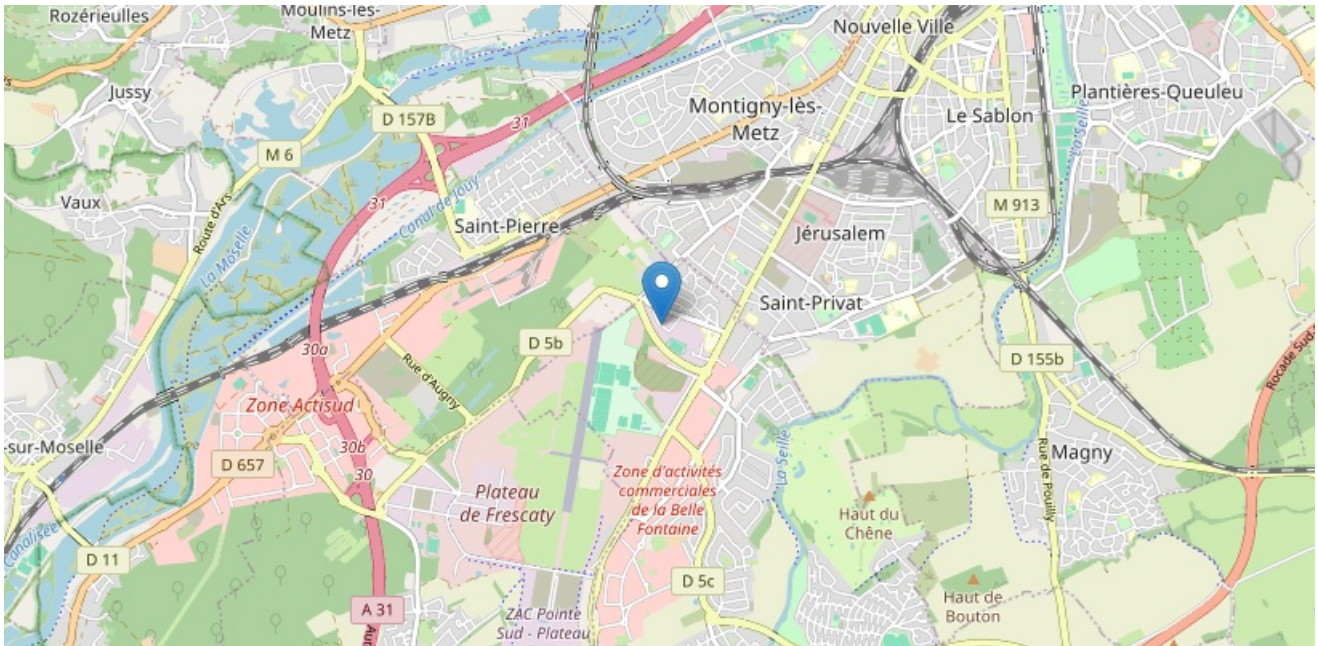 Rozérieulles
Moulins-lès-
Metz
Nouvelle Ville
Jussy
31
D 157B
Montigny-lès-
Metz
Le Sablon
Plantières-Queuleu
La Seille
M 6
31
Canal de Jouy
Vaux
Route d'Ars
La Moselle
Saint-Pierre
M 913
Jérusalem
Saint-Privat
D 5b
30a
Rue d'Augny
D 155b
Rocade Sud
Zone Actisud
30b
30
-sur-Moselle
D 657
La Seille
Magny
Rue de Pouilly
Plateau
de Frescaty
Zone d'activités
commerciales
de la Belle
Fontaine
Haut du
Chêne
Canalisée
D 11
D 5c
Haut de
Bouton
A 31
ZAC Pointe
Sud - Plateau